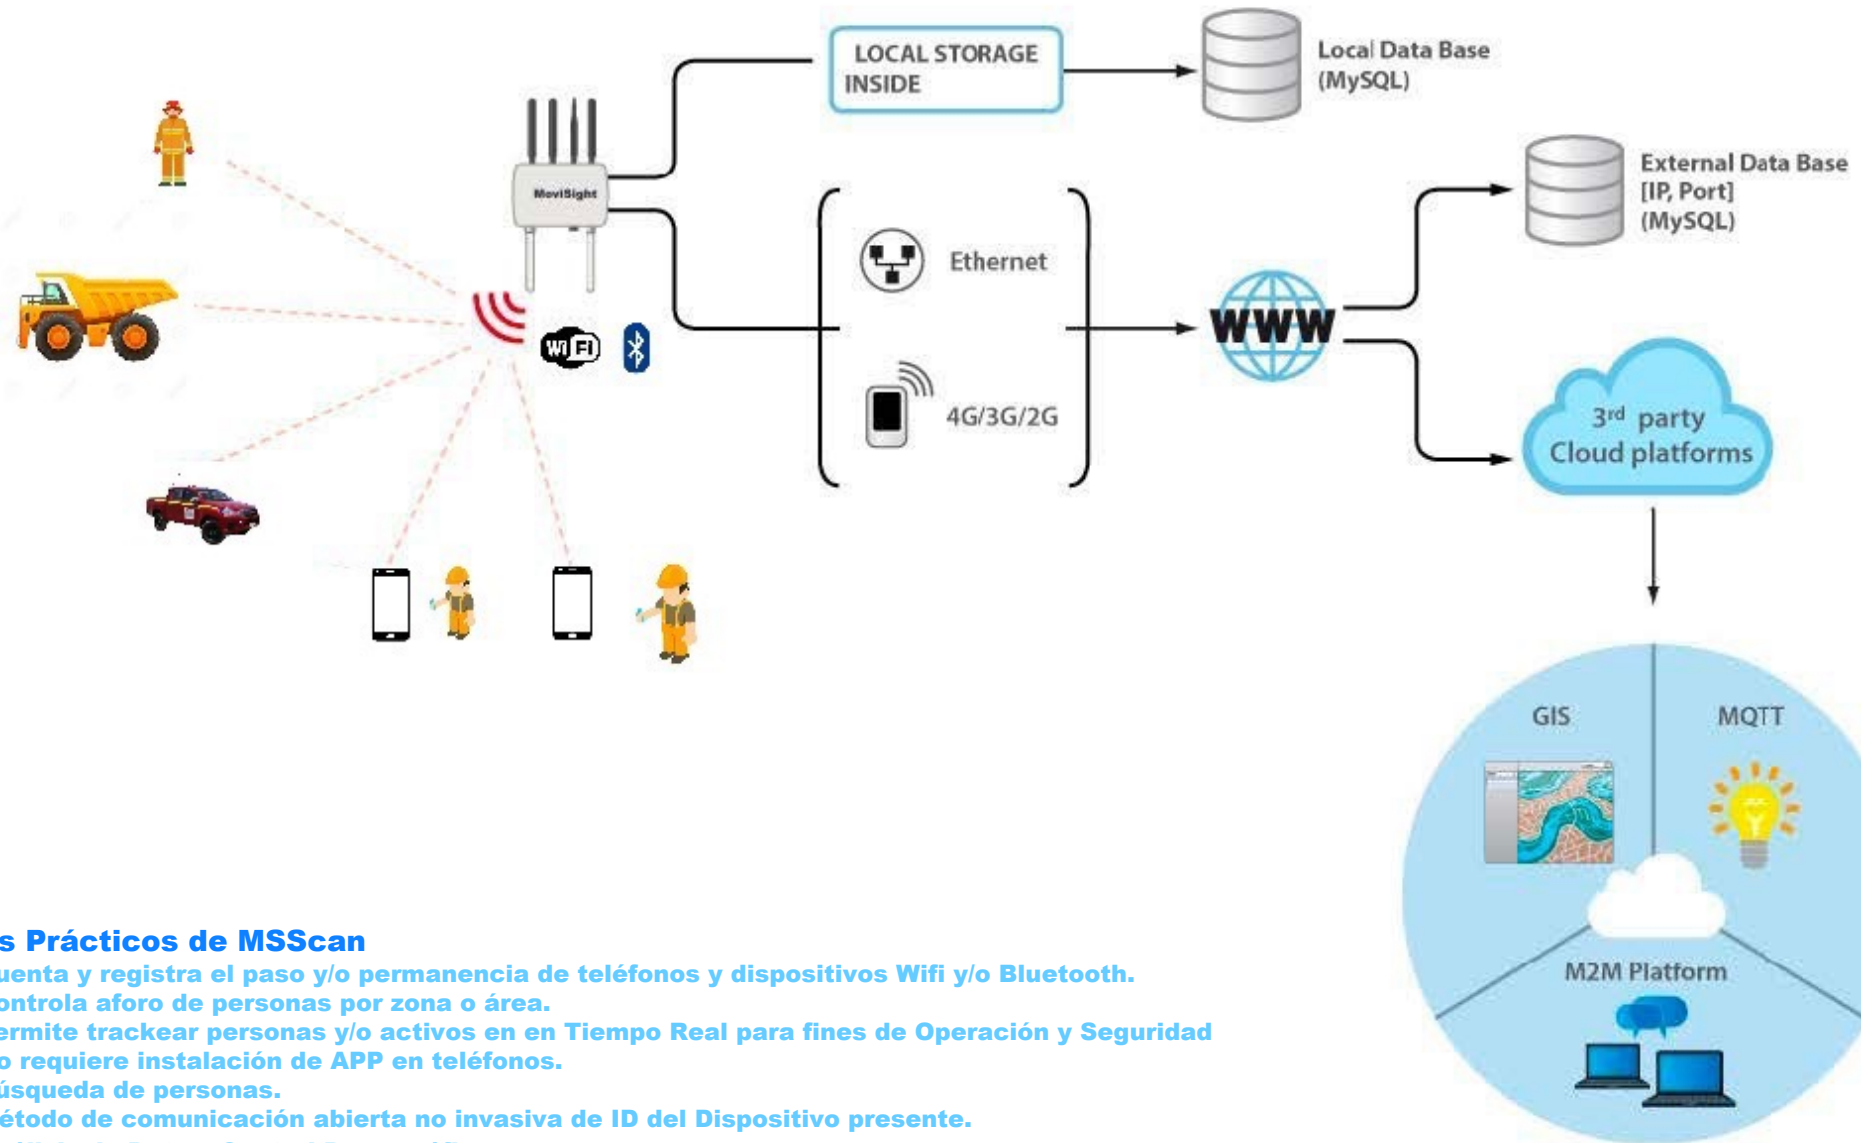 LOCAL STORAGE
INSIDE
Local Data Base
(MySQL)
MoviSight
External Data Base
[IP, Port]
(MySQL)
Ethernet
WWW
WiFi
4G/3G/2G
3rd party
Cloud platforms
GIS
MQTT
M2M Platform
s Prácticos de MSScan
uenta y registra el paso y/o permanencia de teléfonos y dispositivos Wifi y/o Bluetooth.
ontrola aforo de personas por zona o área.
ermite trackear personas y/o activos en en Tiempo Real para fines de Operación y Seguridad
o requiere instalación de APP en teléfonos.
úsqueda de personas.
étodo de comunicación abierta no invasiva de ID del Dispositivo presente.